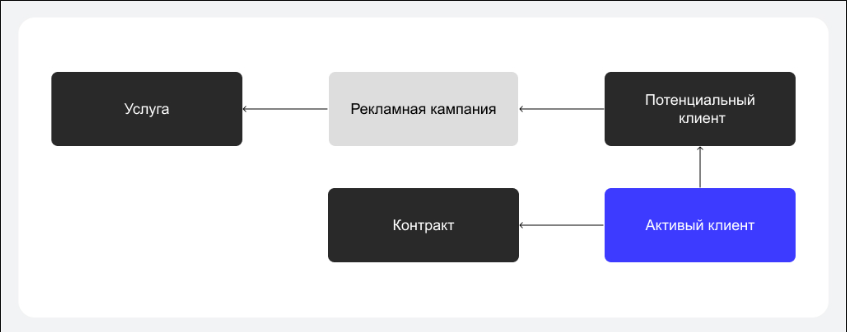 Услуга
Рекламная кампания
Потенциальный
клиент
Контракт
Активый клиент